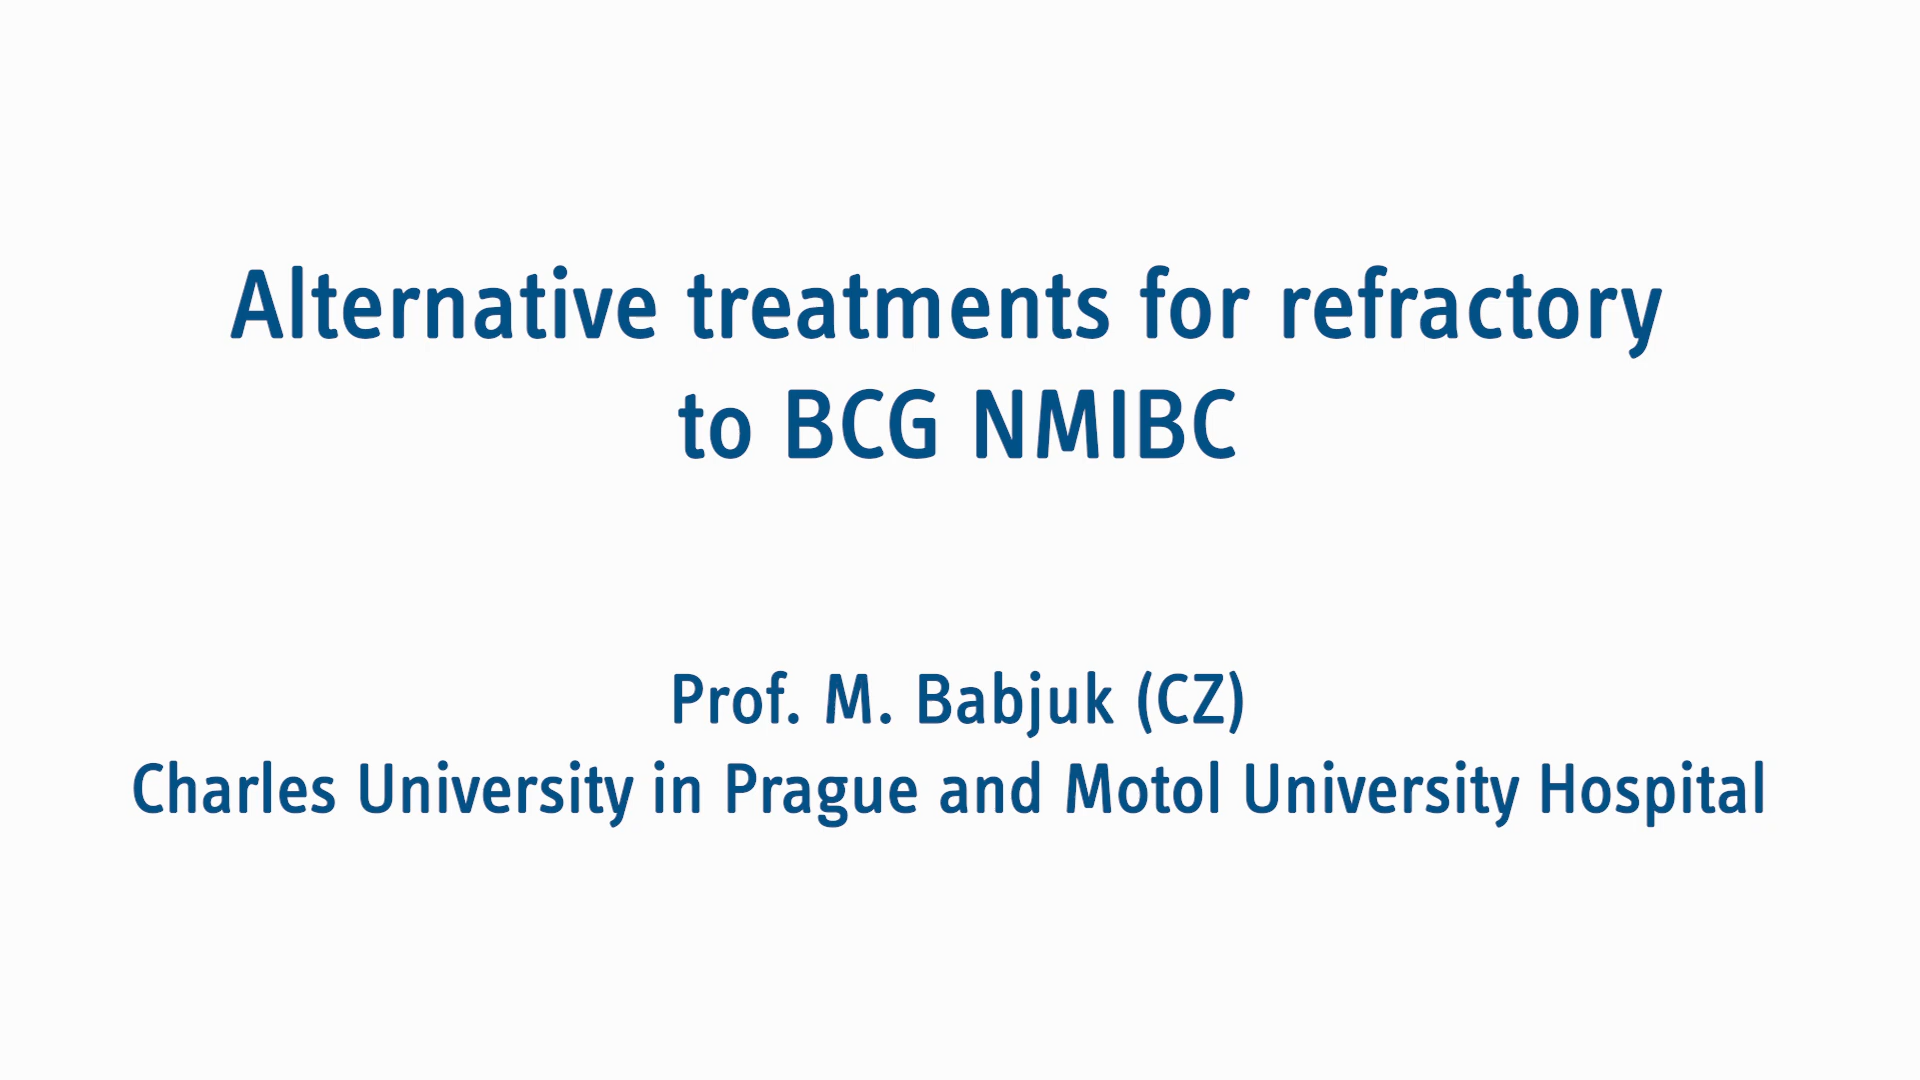 Alternative treatments for refractory
to BCG NMIBC
Prof. M. Babjuk (CZ)
Charles University in Prague and Motol University Hospital